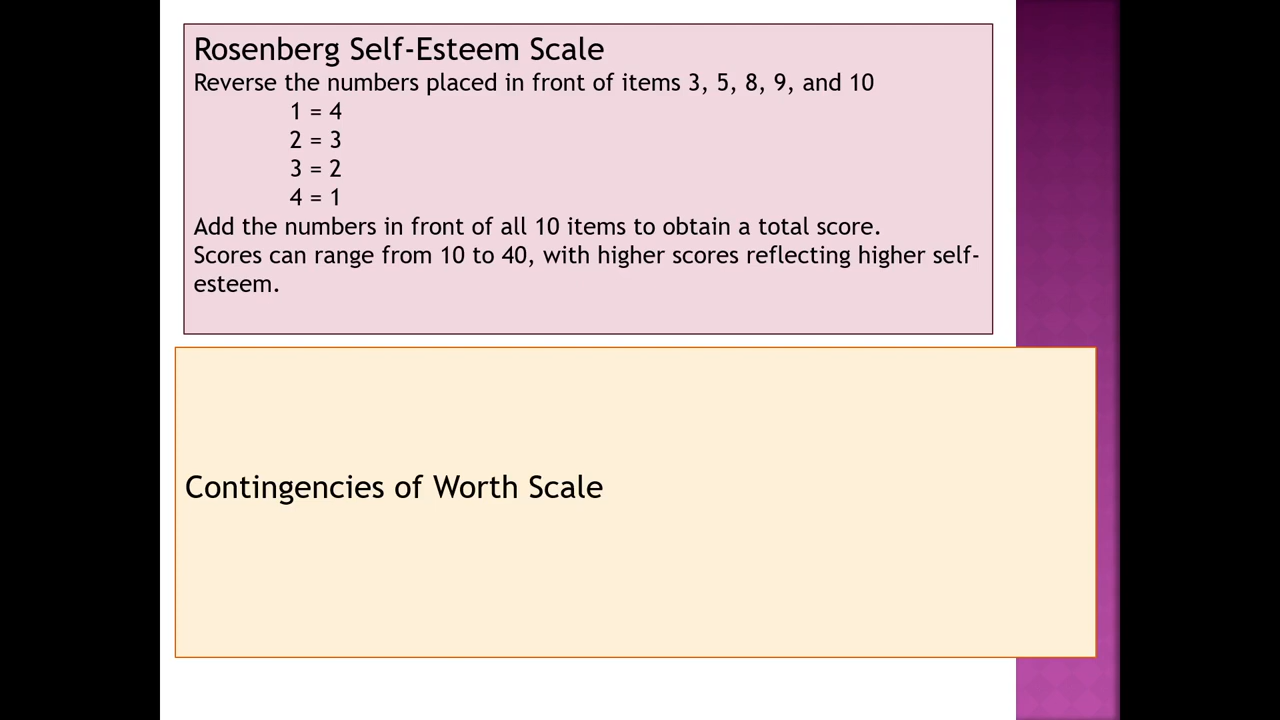 Rosenberg Self-Esteem Scale
Reverse the numbers placed in front of items 3, 5, 8, 9, and 10
1 = 4
2 = 3
3 = 2
4 = 1
Add the numbers in front of all 10 items to obtain a total score.
Scores can range from 10 to 40, with higher scores reflecting higher self-
esteem.
Contingencies of Worth Scale